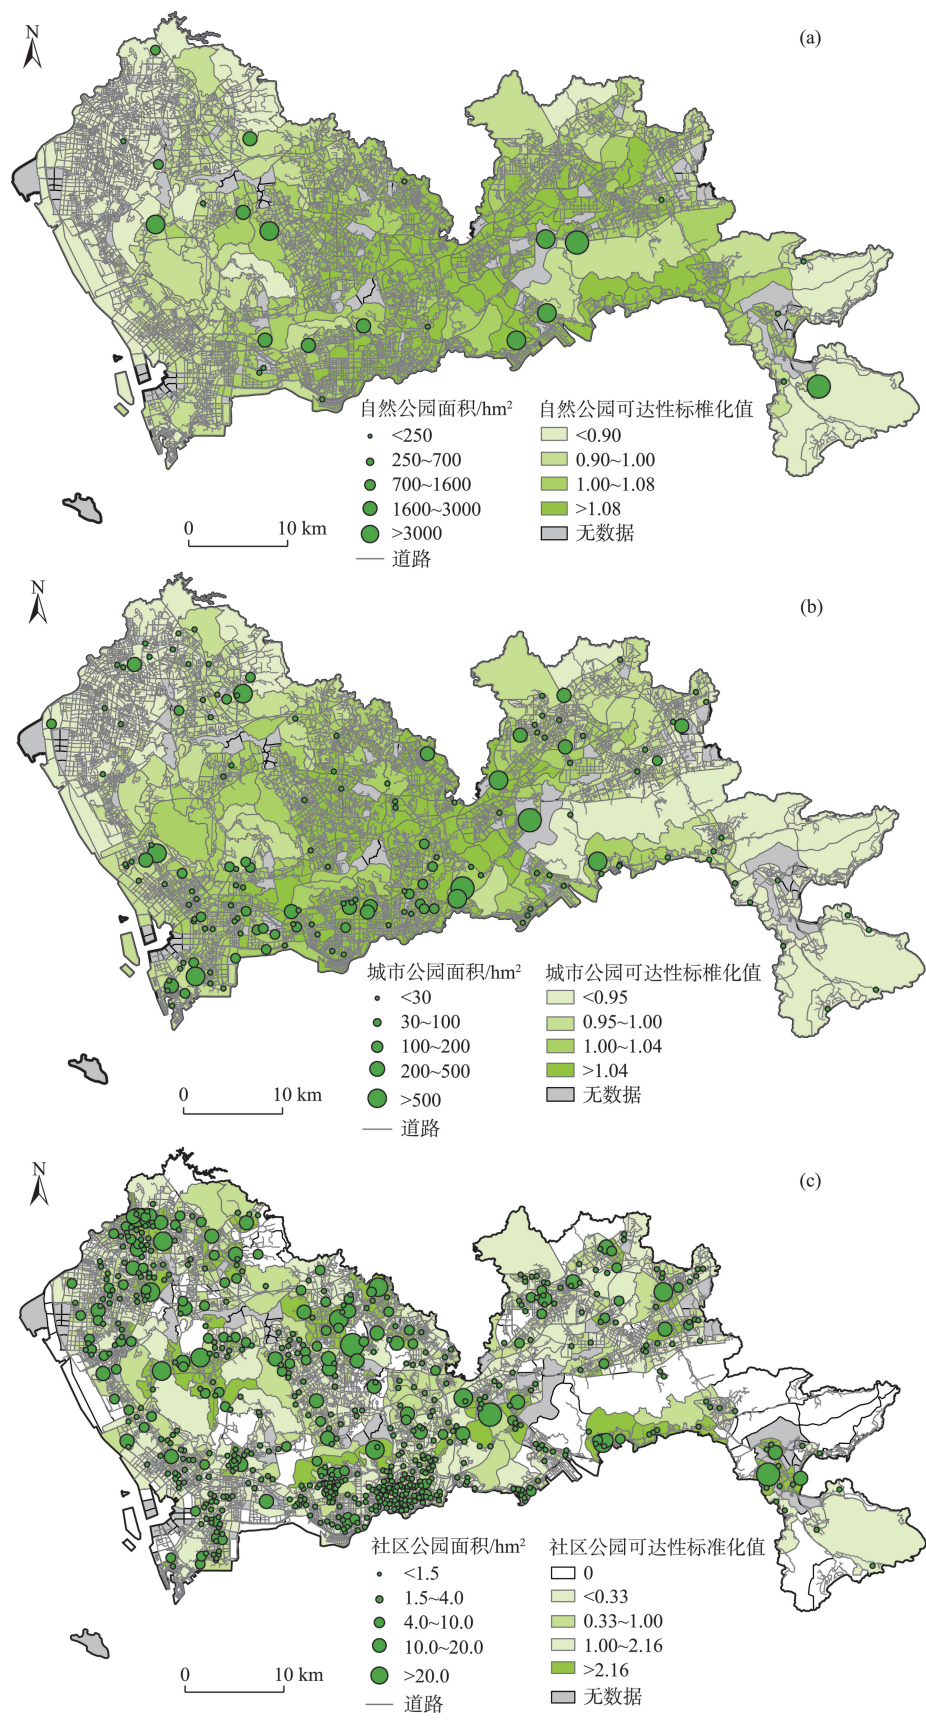 N
(a)
自然公园面积/hm²
<250
250~700
700~1600
1600~3000
>3000
道路
自然公园可达性标椎化值
<0.90
0.90~1.00
1.00~1.08
>1.08
无数据
0 10 km
N
(b)
城市公园面积/hm²
<30
30~100
100~200
200~500
>500
道路
城市公园可达性标椎化值
<0.95
0.95~1.00
1.00~1.04
>1.04
无数据
0 10 km
N
(c)
社区公园面积/hm²
<1.5
1.5~4.0
4.0~10.0
10.0~20.0
>20.0
道路
社区公园可达性标准化值
0
<0.33
0.33~1.00
1.00~2.16
>2.16
无数据
0 10 km